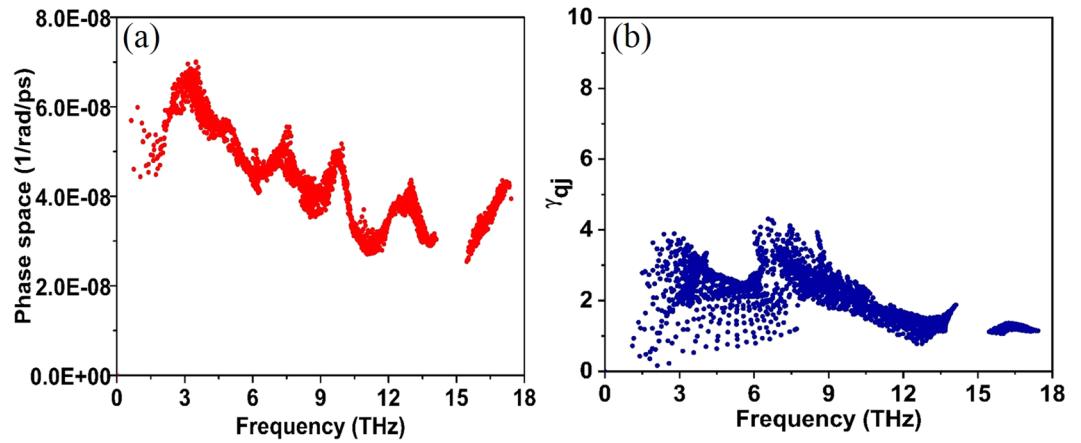 (a)
8.0E-08
6.0E-08
4.0E-08
2.0E-08
0.0E+00
Phase space (1/rad/ps)
0 3 6 9 12 15 18
Frequency (THz)
(b)
10
8
6
4
2
0
γqj
0 3 6 9 12 15 18
Frequency (THz)